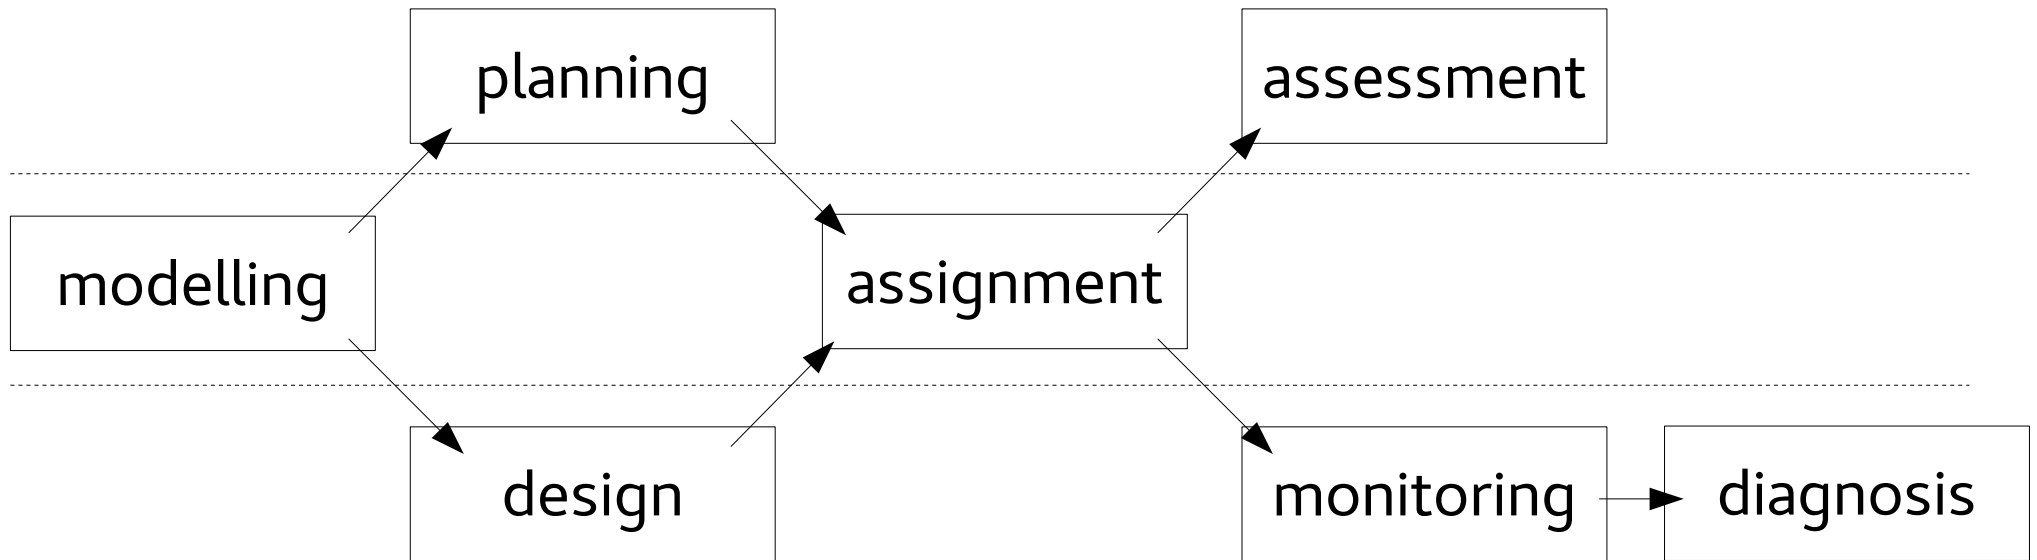 planning
assessment
modelling
assignment
design
monitoring
diagnosis